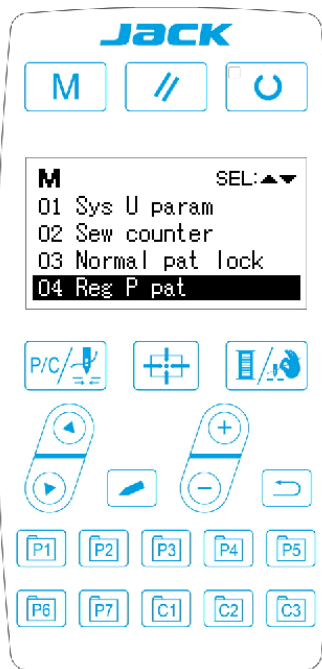 JACK
M
M SEL:▲▼
01 Sys U param
02 Sew counter
03 Normal pat lock
04 Reg P pat
P/C/
P1 P2 P3 P4 P5
P6 P7 C1 C2 C3